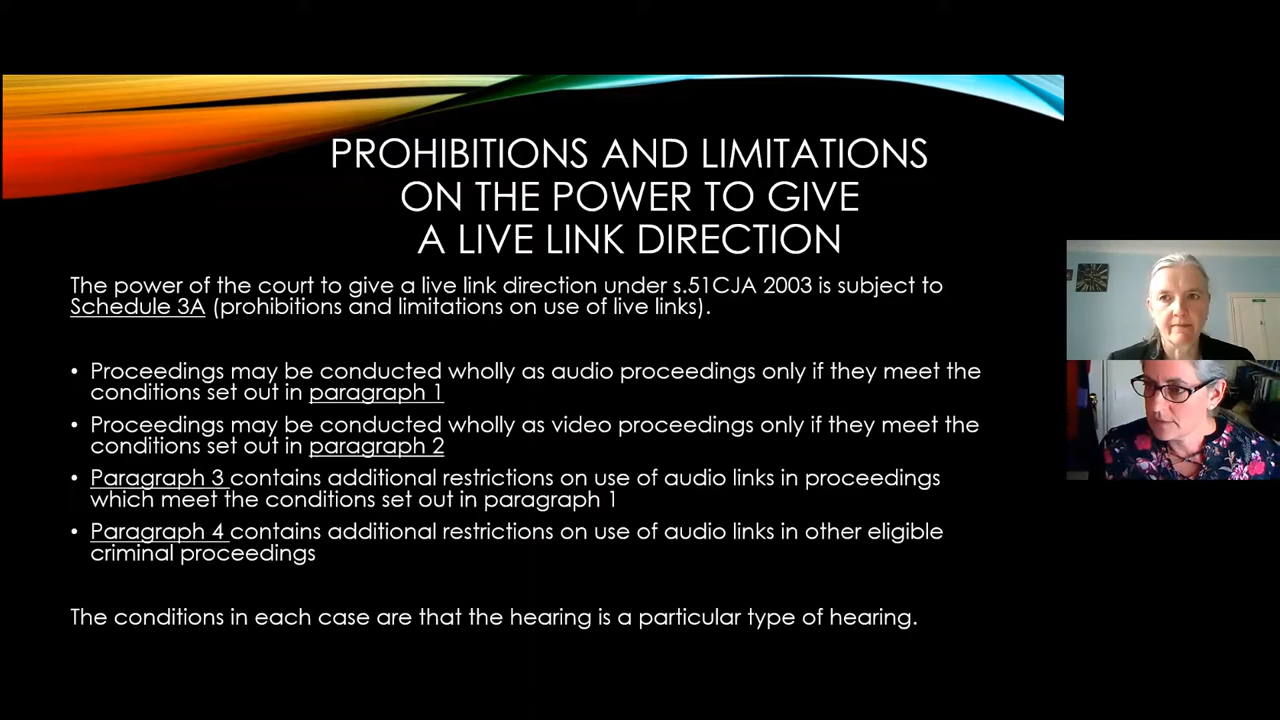 PROHIBITIONS AND LIMITATIONS
ON THE POWER TO GIVE
A LIVE LINK DIRECTION
The power of the court to give a live link direction under s.51CJA 2003 is subject to
Schedule 3A (prohibitions and limitations on use of live links).
• Proceedings may be conducted wholly as audio proceedings only if they meet the
conditions set out in paragraph 1
• Proceedings may be conducted wholly as video proceedings only if they meet the
conditions set out in paragraph 2
• Paragraph 3 contains additional restrictions on use of audio links in proceedings
which meet the conditions set out in paragraph 1
• Paragraph 4 contains additional restrictions on use of audio links in other eligible
criminal proceedings
The conditions in each case are that the hearing is a particular type of hearing.